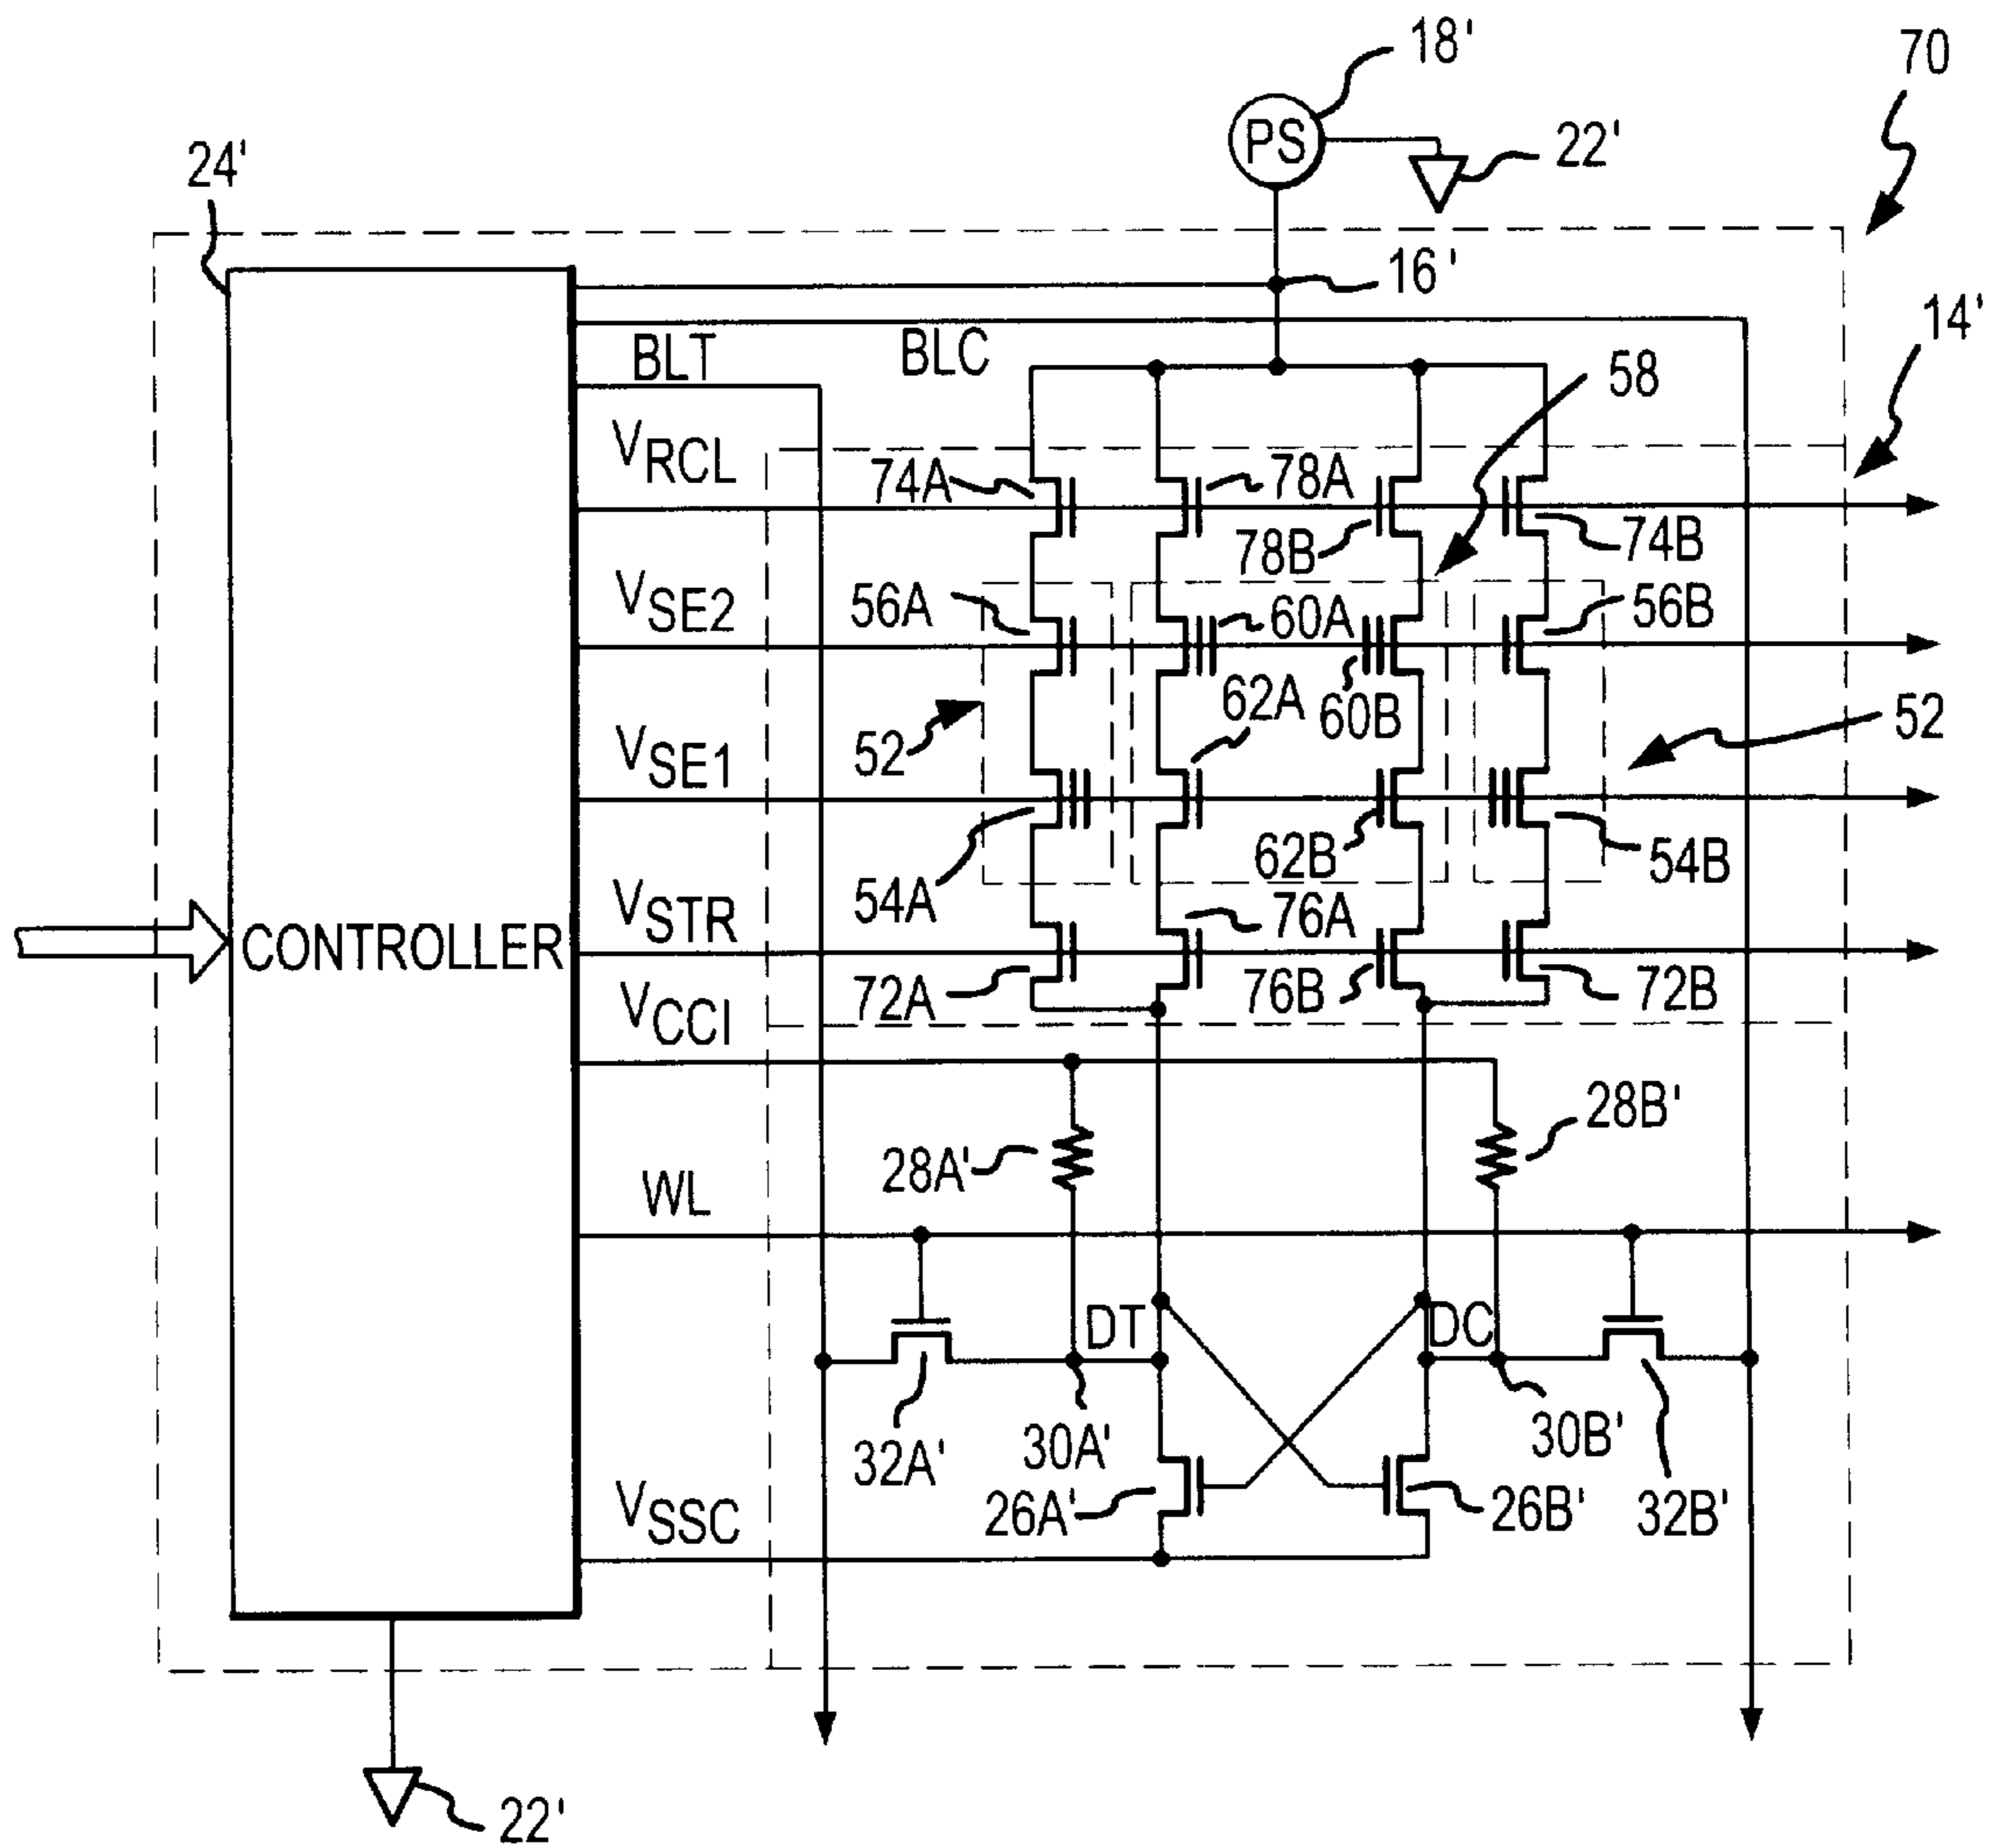 18'
70
PS
22'
24'
16'
14'
BLT
BLC
58
VRCL
74A
78A
78B
74B
VSE2
56A
60A
56B
62A
60B
52
52
VSE1
62B
54B
54A
76A
VSTR
CONTROLLER
72A
76B
72B
VCCI
28B'
28A'
WL
DT
DC
32A'
30A'
30B'
26A'
26B'
32B'
VSSC
22'